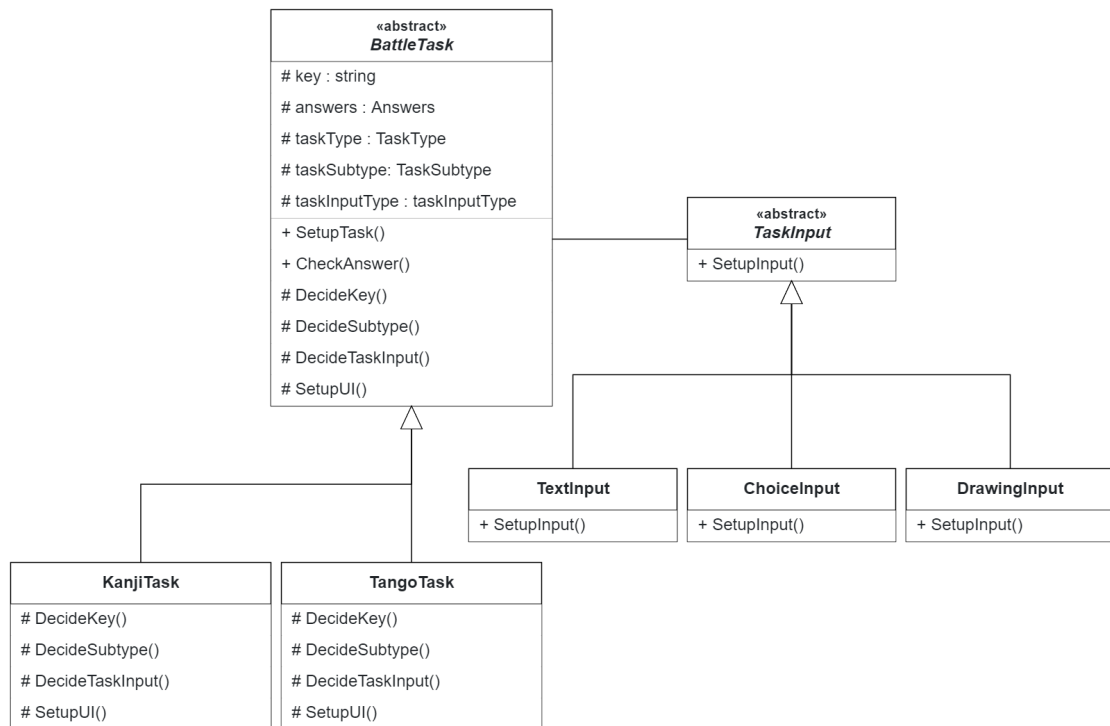 «abstract»
BattleTask
# key : string
# answers : Answers
# taskType : TaskType
# taskSubtype: TaskSubtype
# taskInputType : taskInputType
+ SetupTask()
+ CheckAnswer()
# DecideKey()
# DecideSubtype()
# DecideTaskInput()
# SetupUI()
«abstract»
TaskInput
+ SetupInput()
TextInput
+ SetupInput()
ChoiceInput
+ SetupInput()
DrawingInput
+ SetupInput()
KanjiTask
# DecideKey()
# DecideSubtype()
# DecideTaskInput()
# SetupUI()
TangoTask
# DecideKey()
# DecideSubtype()
# DecideTaskInput()
# SetupUI()